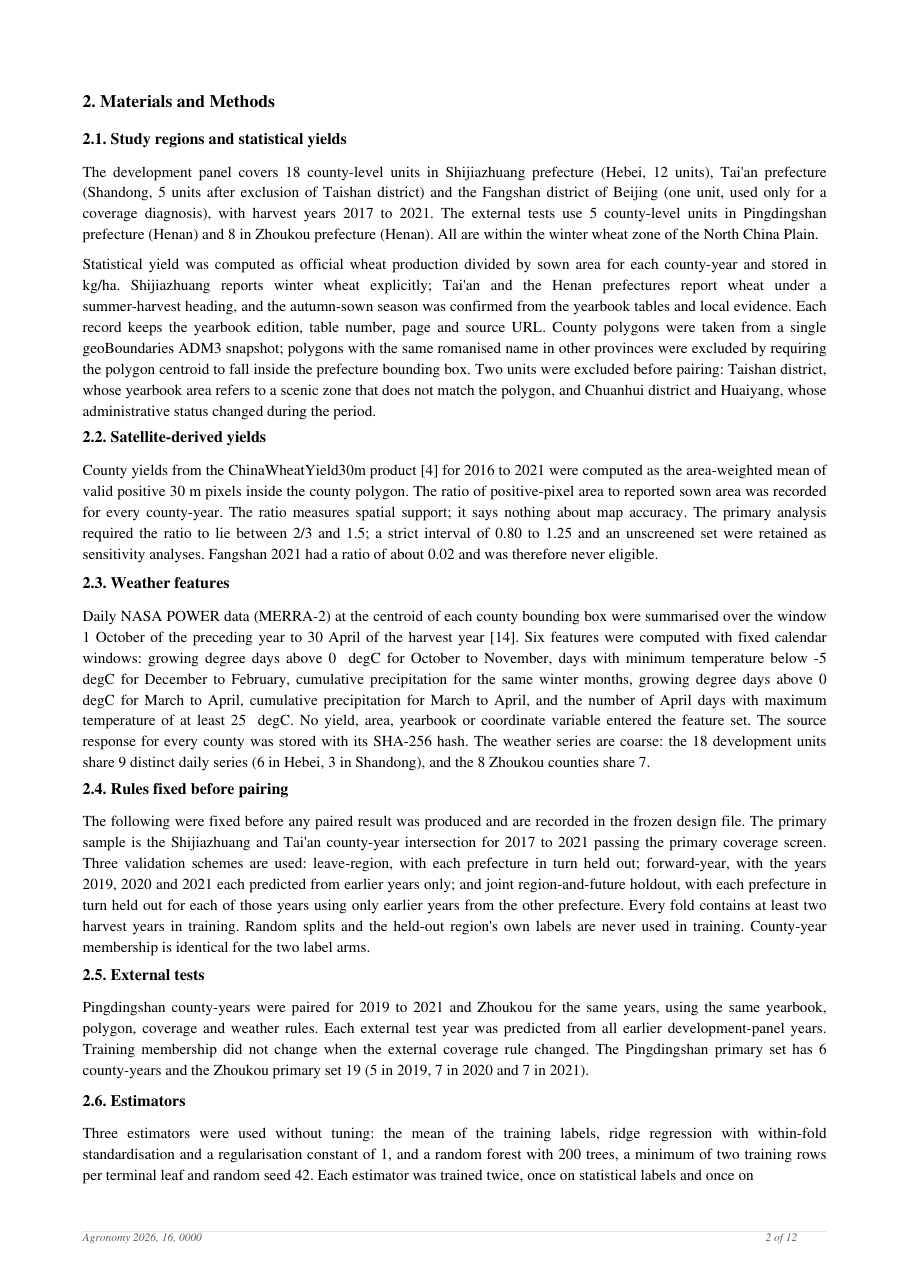 2. Materials and Methods
2.1. Study regions and statistical yields
The development panel covers 18 county-level units in Shijiazhuang prefecture (Hebei, 12 units), Tai'an prefecture
(Shandong, 5 units after exclusion of Taishan district) and the Fangshan district of Beijing (one unit, used only for a
coverage diagnosis), with harvest years 2017 to 2021. The external tests use 5 county-level units in Pingdingshan
prefecture (Henan) and 8 in Zhoukou prefecture (Henan). All are within the winter wheat zone of the North China Plain.
Statistical yield was computed as official wheat production divided by sown area for each county-year and stored in
kg/ha. Shijiazhuang reports winter wheat explicitly; Tai'an and the Henan prefectures report wheat under a
summer-harvest heading, and the autumn-sown season was confirmed from the yearbook tables and local evidence. Each
record keeps the yearbook edition, table number, page and source URL. County polygons were taken from a single
geoBoundaries ADM3 snapshot; polygons with the same romanised name in other provinces were excluded by requiring
the polygon centroid to fall inside the prefecture bounding box. Two units were excluded before pairing: Taishan district,
whose yearbook area refers to a scenic zone that does not match the polygon, and Chuanhui district and Huaiyang, whose
administrative status changed during the period.
2.2. Satellite-derived yields
County yields from the ChinaWheatYield30m product [4] for 2016 to 2021 were computed as the area-weighted mean of
valid positive 30 m pixels inside the county polygon. The ratio of positive-pixel area to reported sown area was recorded
for every county-year. The ratio measures spatial support; it says nothing about map accuracy. The primary analysis
required the ratio to lie between 2/3 and 1.5; a strict interval of 0.80 to 1.25 and an unscreened set were retained as
sensitivity analyses. Fangshan 2021 had a ratio of about 0.02 and was therefore never eligible.
2.3. Weather features
Daily NASA POWER data (MERRA-2) at the centroid of each county bounding box were summarised over the window
1 October of the preceding year to 30 April of the harvest year [14]. Six features were computed with fixed calendar
windows: growing degree days above 0 degC for October to November, days with minimum temperature below -5
degC for December to February, cumulative precipitation for the same winter months, growing degree days above 0
degC for March to April, cumulative precipitation for March to April, and the number of April days with maximum
temperature of at least 25 degC. No yield, area, yearbook or coordinate variable entered the feature set. The source
response for every county was stored with its SHA-256 hash. The weather series are coarse: the 18 development units
share 9 distinct daily series (6 in Hebei, 3 in Shandong), and the 8 Zhoukou counties share 7.
2.4. Rules fixed before pairing
The following were fixed before any paired result was produced and are recorded in the frozen design file. The primary
sample is the Shijiazhuang and Tai'an county-year intersection for 2017 to 2021 passing the primary coverage screen.
Three validation schemes are used: leave-region, with each prefecture in turn held out; forward-year, with the years
2019, 2020 and 2021 each predicted from earlier years only; and joint region-and-future holdout, with each prefecture in
turn held out for each of those years using only earlier years from the other prefecture. Every fold contains at least two
harvest years in training. Random splits and the held-out region's own labels are never used in training. County-year
membership is identical for the two label arms.
2.5. External tests
Pingdingshan county-years were paired for 2019 to 2021 and Zhoukou for the same years, using the same yearbook,
polygon, coverage and weather rules. Each external test year was predicted from all earlier development-panel years.
Training membership did not change when the external coverage rule changed. The Pingdingshan primary set has 6
county-years and the Zhoukou primary set 19 (5 in 2019, 7 in 2020 and 7 in 2021).
2.6. Estimators
Three estimators were used without tuning: the mean of the training labels, ridge regression with within-fold
standardisation and a regularisation constant of 1, and a random forest with 200 trees, a minimum of two training rows
per terminal leaf and random seed 42. Each estimator was trained twice, once on statistical labels and once on
Agronomy 2026, 16, 0000
2 of 12